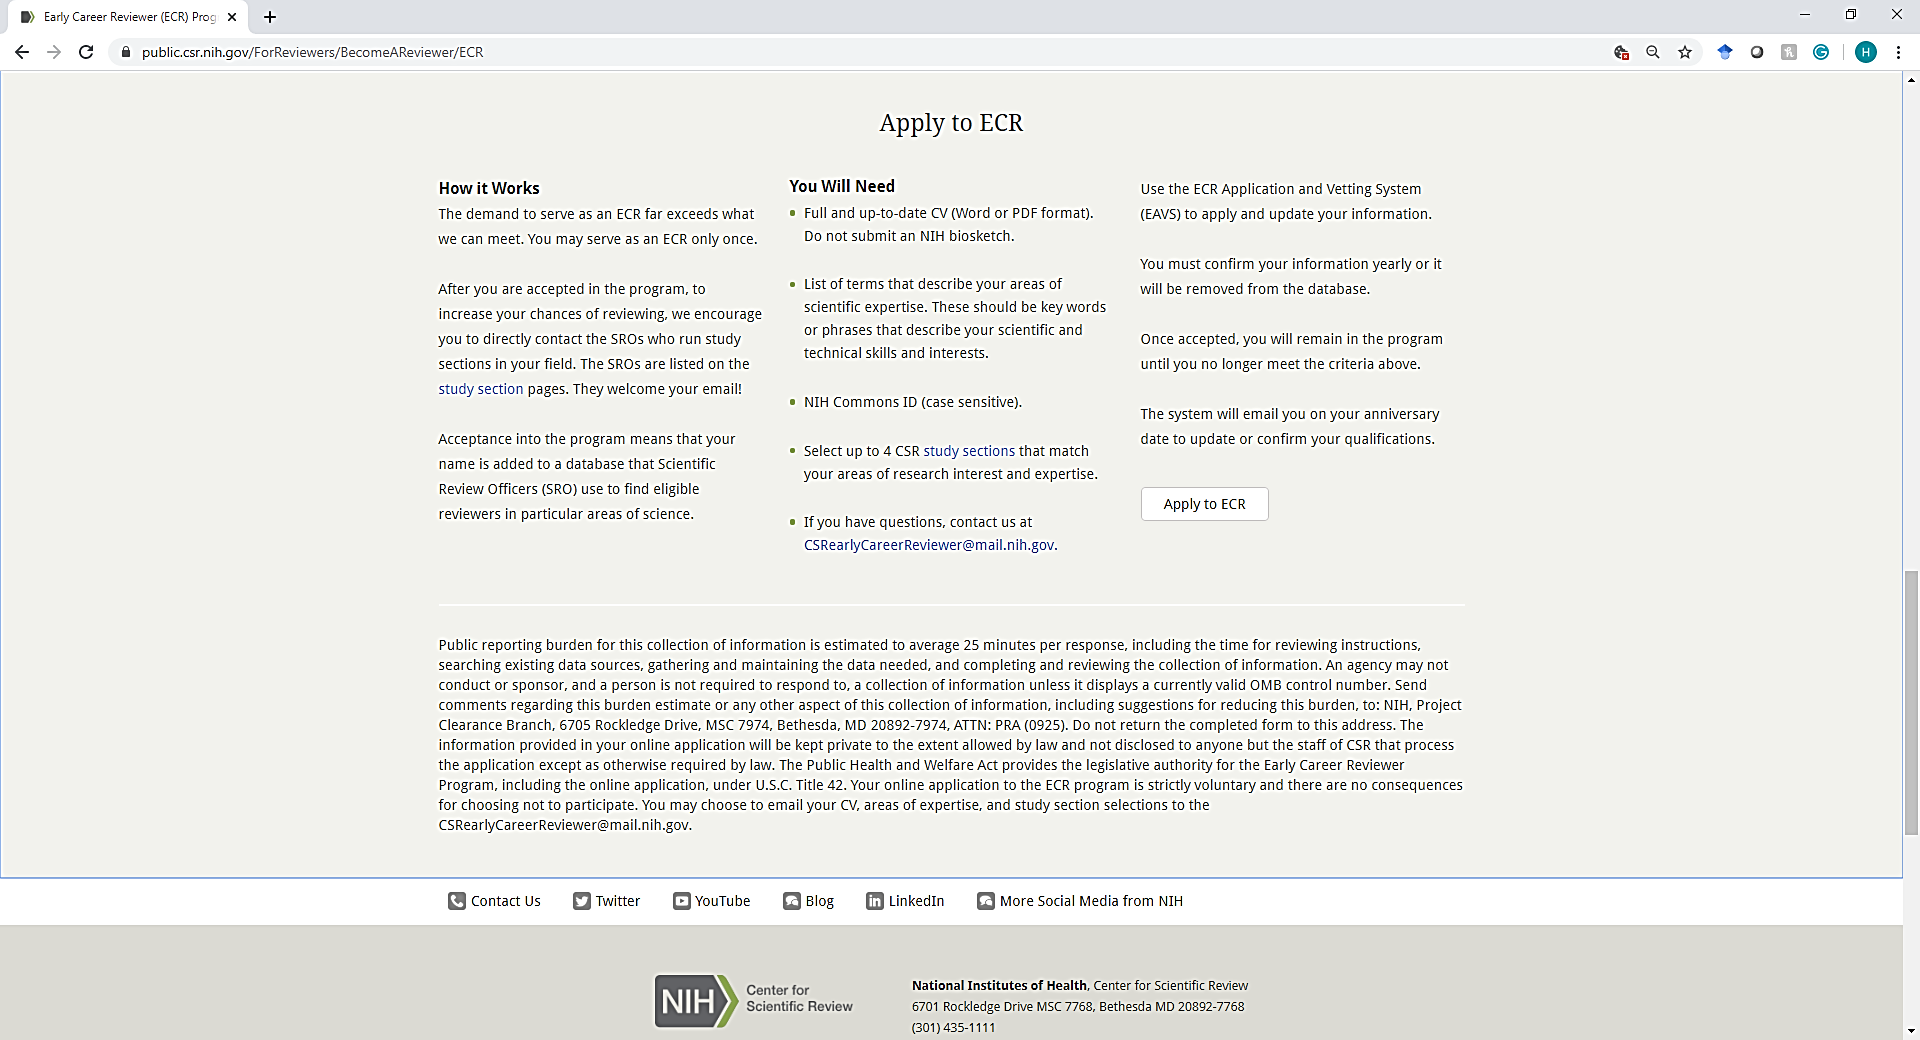 Early Career Reviewer (ECR) Prog
public.csr.nih.gov/ForReviewers/BecomeAReviewer/ECR
H
Apply to ECR
How it Works
The demand to serve as an ECR far exceeds what
we can meet. You may serve as an ECR only once.
After you are accepted in the program, to
increase your chances of reviewing, we encourage
you to directly contact the SROs who run study
sections in your field. The SROs are listed on the
study section pages. They welcome your email!
Acceptance into the program means that your
name is added to a database that Scientific
Review Officers (SRO) use to find eligible
reviewers in particular areas of science.
You Will Need
Full and up-to-date CV (Word or PDF format).
Do not submit an NIH biosketch.
List of terms that describe your areas of
scientific expertise. These should be key words
or phrases that describe your scientific and
technical skills and interests.
NIH Commons ID (case sensitive).
Select up to 4 CSR study sections that match
your areas of research interest and expertise.
If you have questions, contact us at
CSRearlyCareerReviewer@mail.nih.gov.
Use the ECR Application and Vetting System
(EAVS) to apply and update your information.
You must confirm your information yearly or it
will be removed from the database.
Once accepted, you will remain in the program
until you no longer meet the criteria above.
The system will email you on your anniversary
date to update or confirm your qualifications.
Apply to ECR
Public reporting burden for this collection of information is estimated to average 25 minutes per response, including the time for reviewing instructions,
searching existing data sources, gathering and maintaining the data needed, and completing and reviewing the collection of information. An agency may not
conduct or sponsor, and a person is not required to respond to, a collection of information unless it displays a currently valid OMB control number. Send
comments regarding this burden estimate or any other aspect of this collection of information, including suggestions for reducing this burden, to: NIH, Project
Clearance Branch, 6705 Rockledge Drive, MSC 7974, Bethesda, MD 20892-7974, ATTN: PRA (0925). Do not return the completed form to this address. The
information provided in your online application will be kept private to the extent allowed by law and not disclosed to anyone but the staff of CSR that process
the application except as otherwise required by law. The Public Health and Welfare Act provides the legislative authority for the Early Career Reviewer
Program, including the online application, under U.S.C. Title 42. Your online application to the ECR program is strictly voluntary and there are no consequences
for choosing not to participate. You may choose to email your CV, areas of expertise, and study section selections to the
CSRearlyCareerReviewer@mail.nih.gov.
Contact Us Twitter YouTube Blog LinkedIn More Social Media from NIH
NIH Center for
Scientific Review
National Institutes of Health, Center for Scientific Review
6701 Rockledge Drive MSC 7768, Bethesda MD 20892-7768
(301) 435-1111